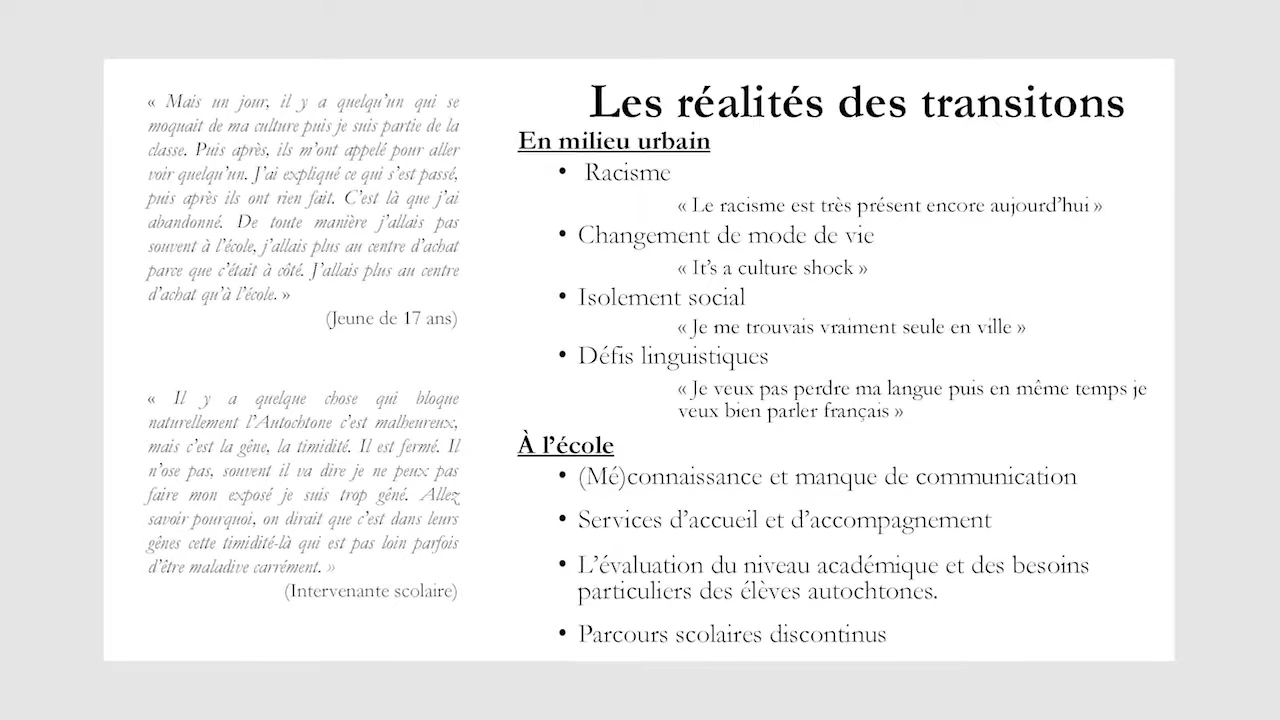 « Mais un jour, il y a quelqu'un qui se
moquait de ma culture puis je suis partie de la
classe. Puis après, ils m'ont appelé pour aller
voir quelqu'un. J'ai expliqué ce qui s'est passé,
puis après ils ont rien fait. C'est là que j'ai
abandonné. De toute manière j'allais pas
souvent à l'école, j'allais plus au centre d'achat
parce que c'était à côté. J'allais plus au centre
d'achat qu'à l'école. »
(Jeune de 17 ans)
« Il y a quelque chose qui bloque
naturellement l'Autochtone c'est malheureux,
mais c'est la gêne, la timidité. Il est fermé. Il
n'ose pas, souvent il va dire je ne peux pas
faire mon exposé je suis trop gêné. Allez
savoir pourquoi, on dirait que c'est dans leurs
gênes cette timidité-là qui est pas loin parfois
d'être maladive carrément. »
(Intervenante scolaire)
Les réalités des transitons
En milieu urbain
• Racisme
« Le racisme est très présent encore aujourd'hui »
• Changement de mode de vie
« It's a culture shock »
• Isolement social
« Je me trouvais vraiment seule en ville »
• Défis linguistiques
« Je veux pas perdre ma langue puis en même temps je
veux bien parler français »
À l'école
• (Mé)connaissance et manque de communication
• Services d'accueil et d'accompagnement
• L'évaluation du niveau académique et des besoins
particuliers des élèves autochtones.
• Parcours scolaires discontinus